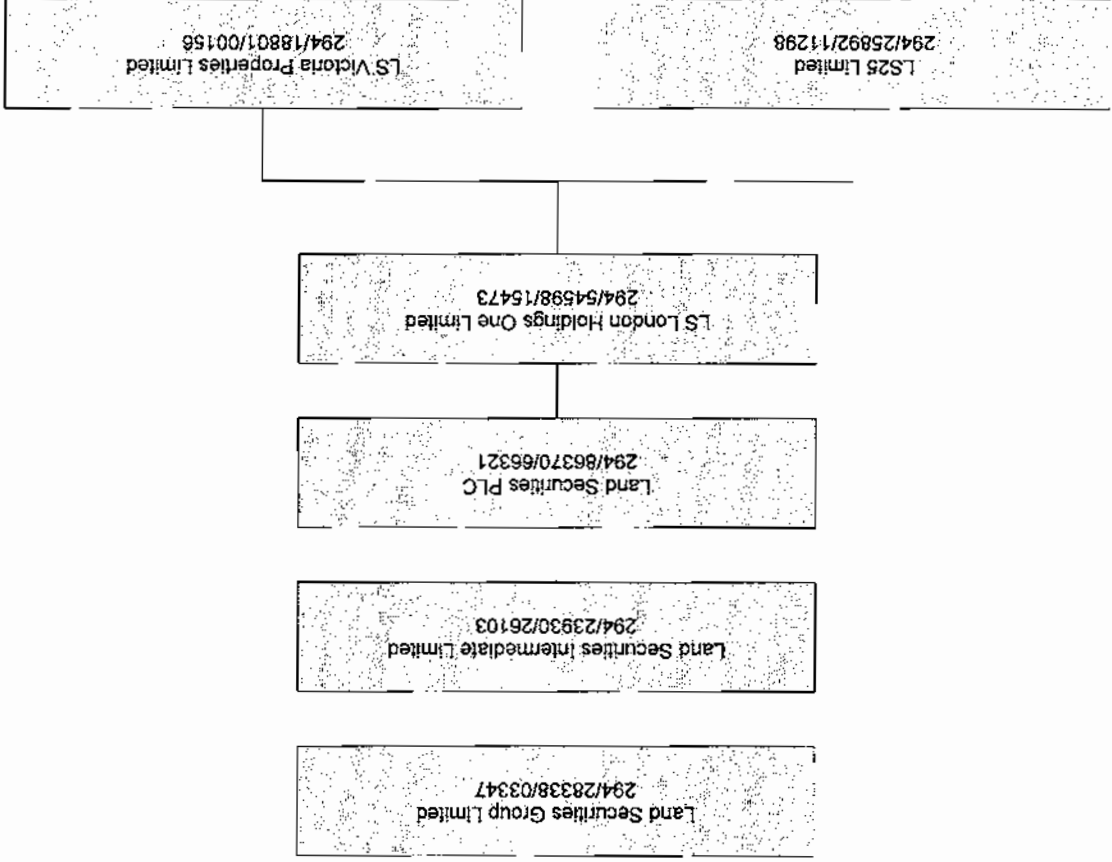 Land Securities Group Limited
294/28338/03347
Land Securities Intermediate Limited
294/23930/26103
Land Securities PLC
294/86370/66321
LS London Holdings One Limited
294/54598/15473
LS Victoria Properties Limited
294/18801/00156
LS25 Limited
294/25892/11298